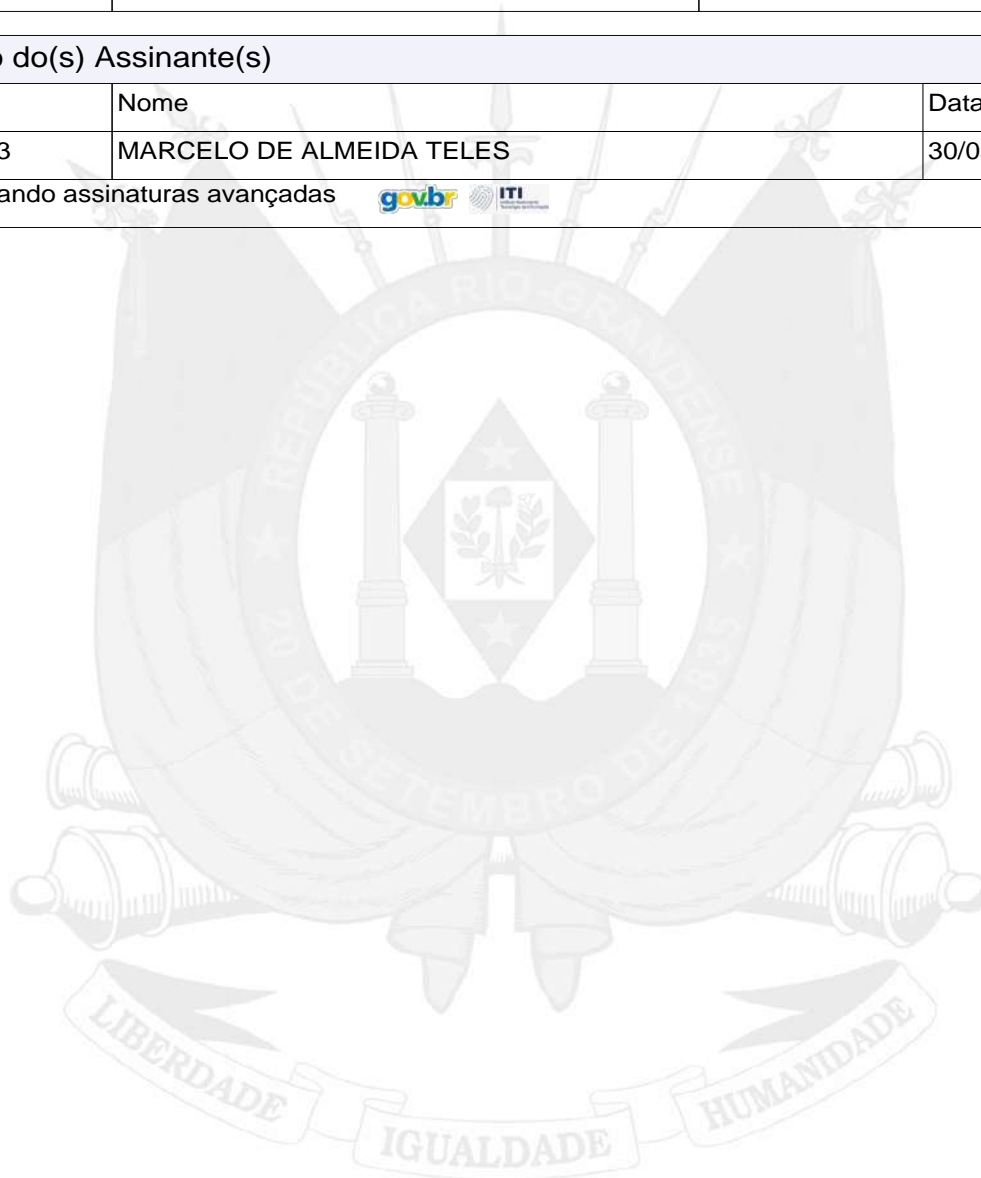 o do(s) Assinante(s)
Nome
Data
3
MARCELO DE ALMEIDA TELES
30/0
ando assinaturas avançadas
gov.br
ITI
REPÚBLICA RIO-GRANDENSE
20 DE SETEMBRO DE 1835
LIBERDADE
IGUALDADE
HUMANIDADE